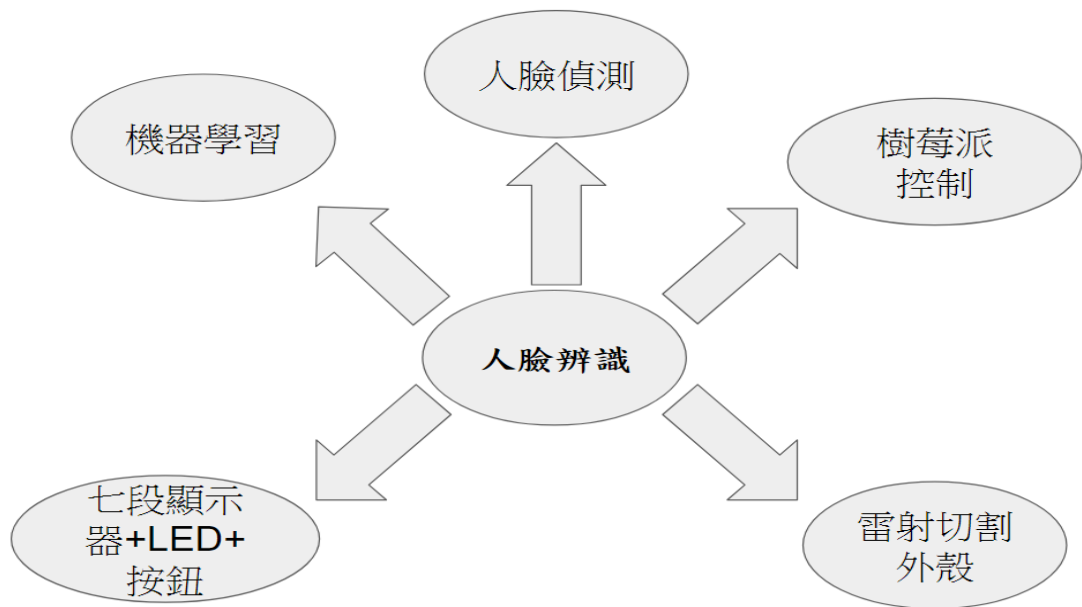 人臉偵測
機器學習
樹莓派
控制
人臉辨識
七段顯示
器+LED+
按鈕
雷射切割
外殼